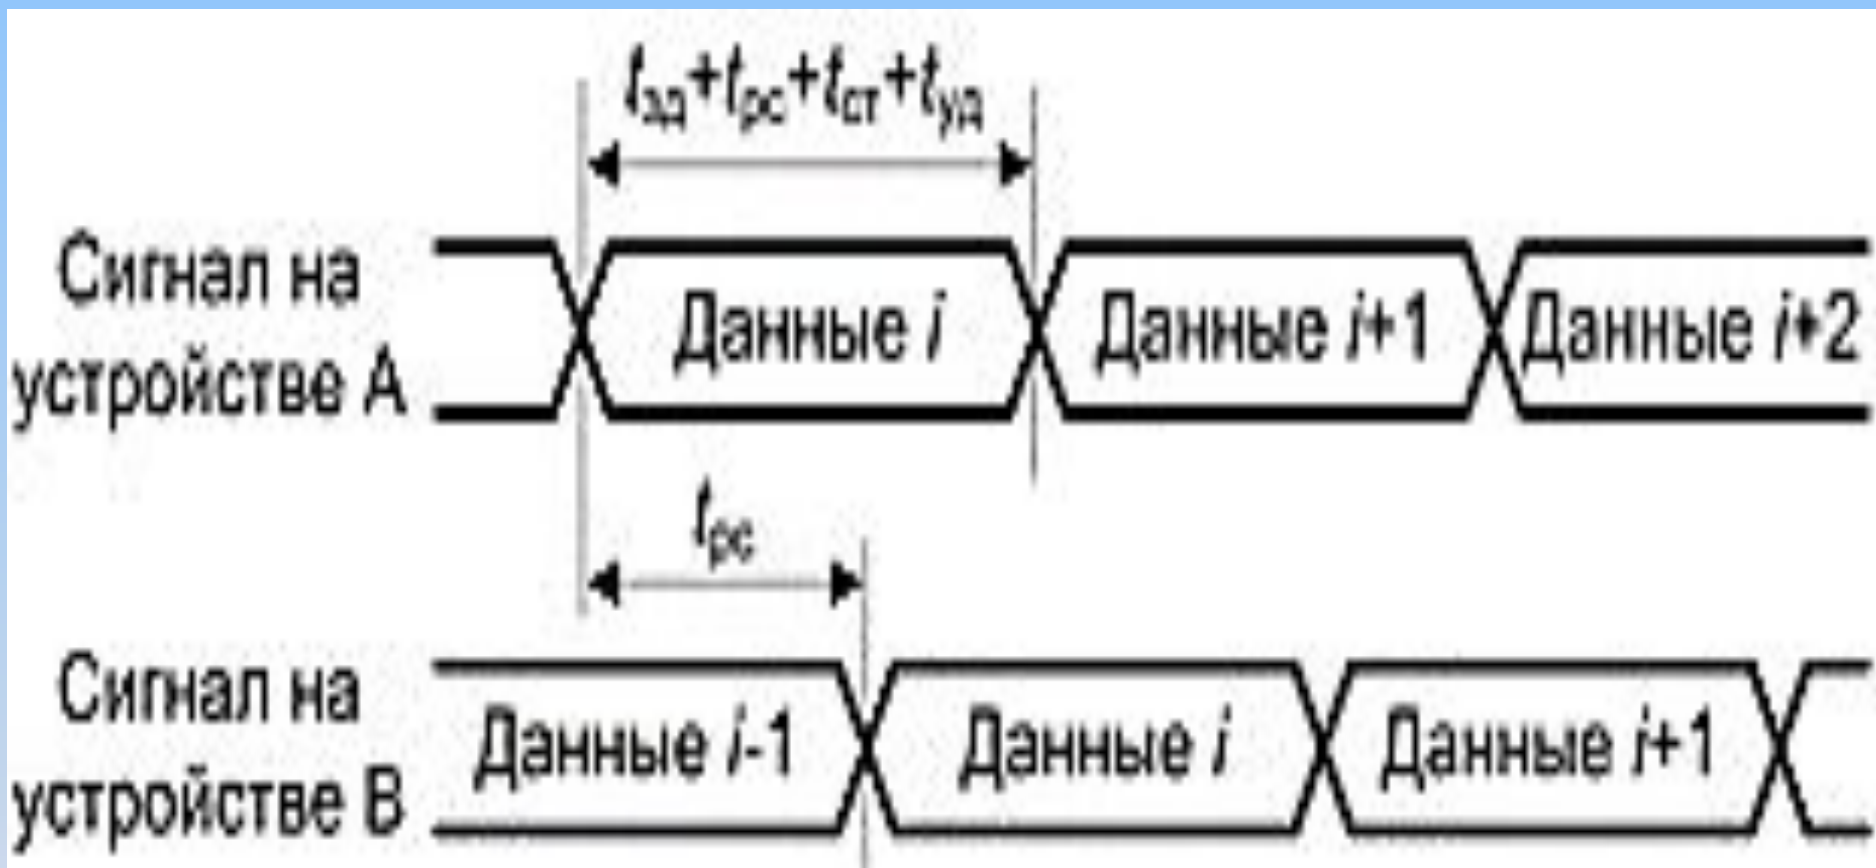 tзд+tрс+tст+tуд
Сигнал на
устройстве А
Данные i
Данные i+1
Данные i+2
tрс
Сигнал на
устройстве В
Данные i-1
Данные i
Данные i+1